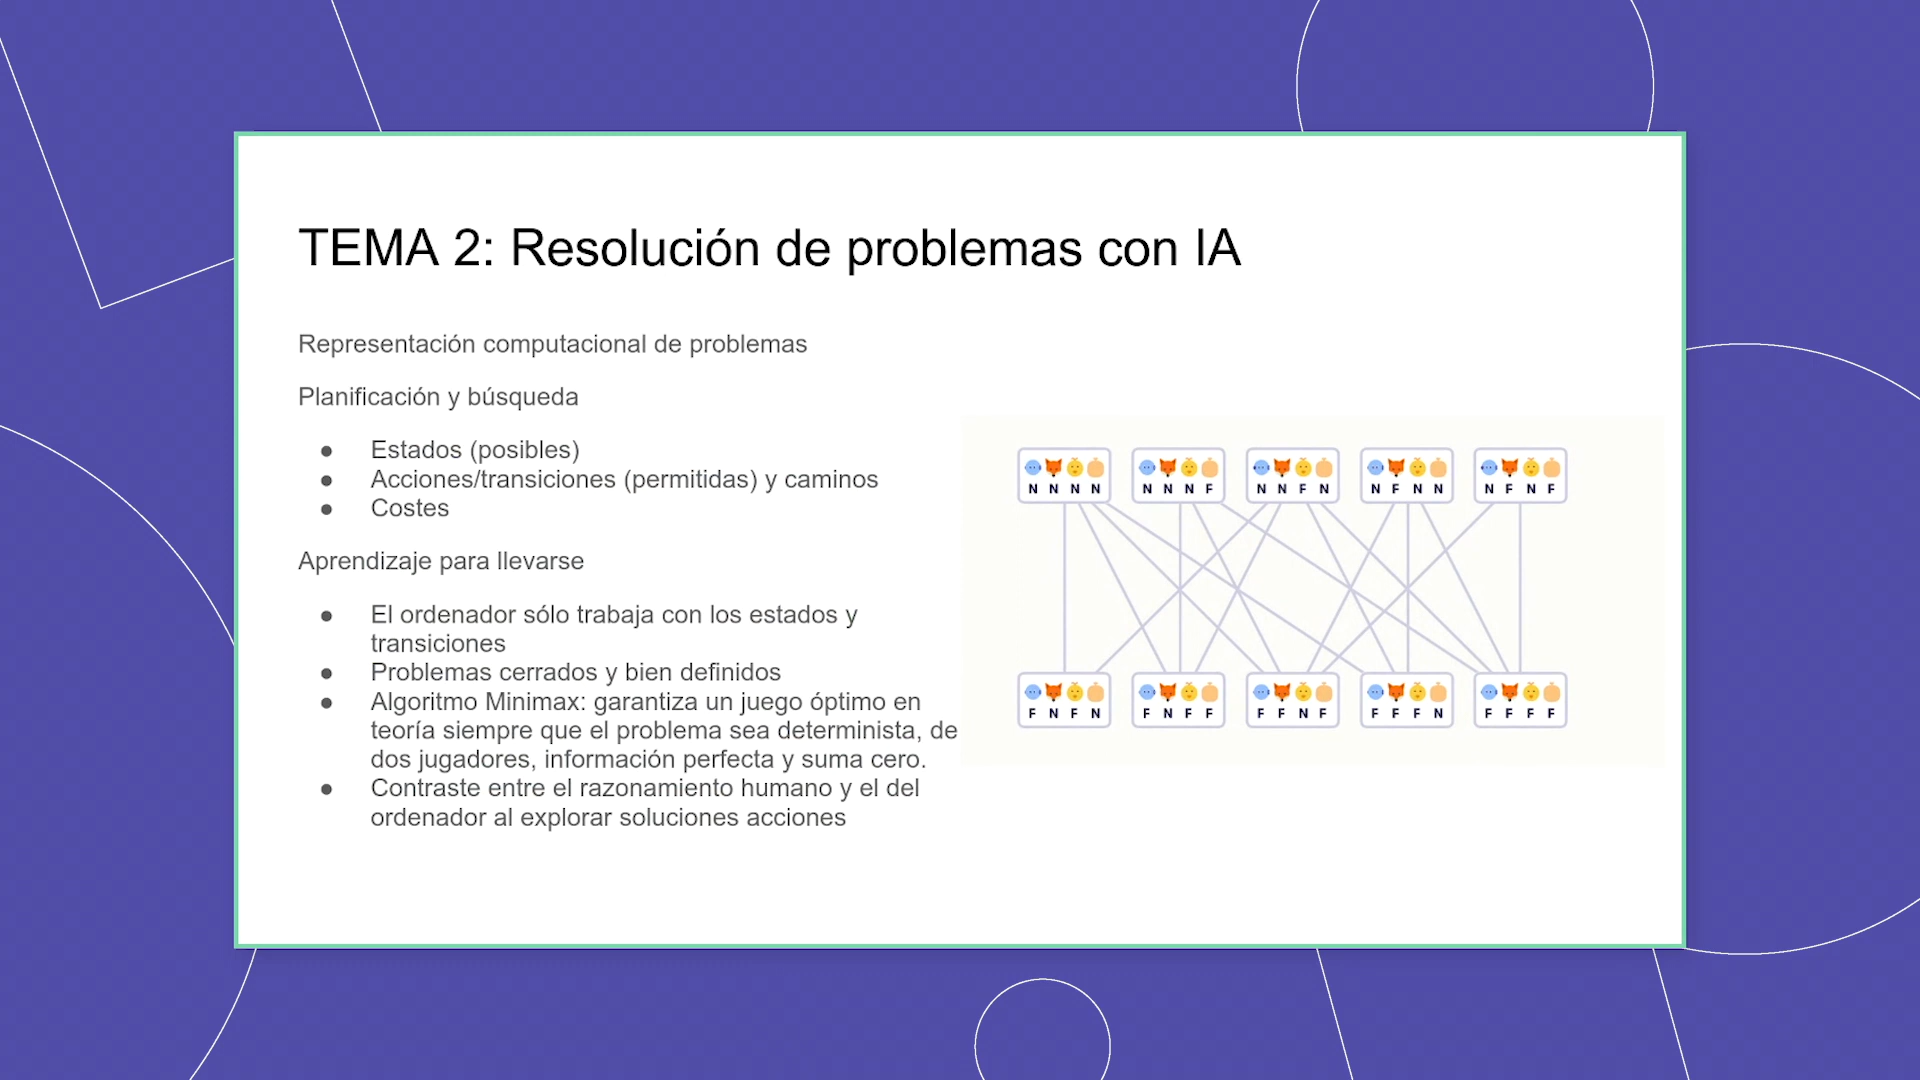 TEMA 2: Resolución de problemas con IA
Representación computacional de problemas
Planificación y búsqueda
● Estados (posibles)
● Acciones/transiciones (permitidas) y caminos
● Costes
Aprendizaje para llevarse
● El ordenador sólo trabaja con los estados y
transiciones
● Problemas cerrados y bien definidos
● Algoritmo Minimax: garantiza un juego óptimo en
teoría siempre que el problema sea determinista, de
dos jugadores, información perfecta y suma cero.
● Contraste entre el razonamiento humano y el del
ordenador al explorar soluciones acciones
N N N N
N N N F
N N F N
N F N N
N F N F
F N F N
F N F F
F F N F
F F F N
F F F F